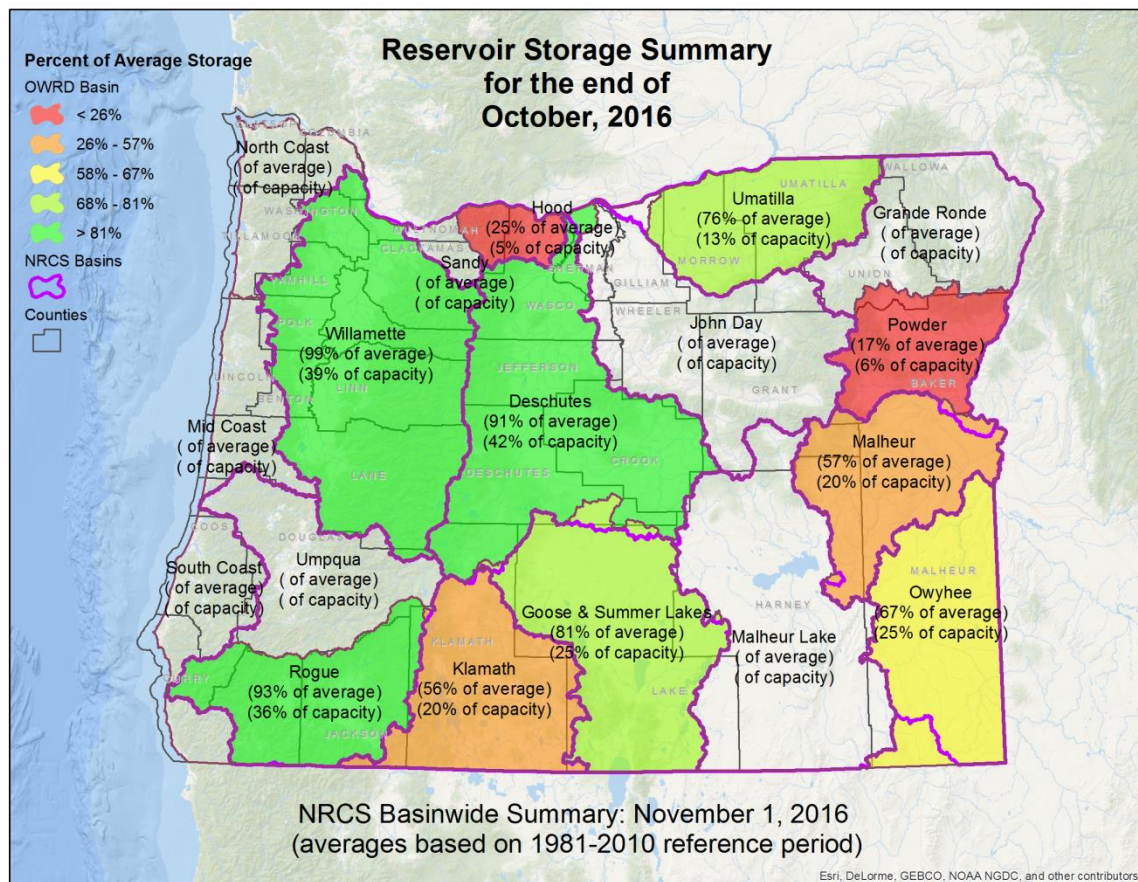 Reservoir Storage Summary
for the end of
October, 2016
Percent of Average Storage
OWRD Basin
< 26%
26% - 57%
58% - 67%
68% - 81%
> 81%
NRCS Basins
Counties
COLUMBIA
North Coast
( of average)
( of capacity)
WASHINGTON
TILLAMOOK
MULTNOMAH
CLACKAMAS
Hood
(25% of average)
(5% of capacity)
SHERMAN
Sandy
( of average)
( of capacity)
UMATILLA
Umatilla
(76% of average)
(13% of capacity)
MORROW
WALLOWA
Grande Ronde
( of average)
( of capacity)
UNION
GILLIAM
WHEELER
WASCO
YAMHILL
POLK
Willamette
(99% of average)
(39% of capacity)
LINN
LINCOLN
BENTON
JEFFERSON
Deschutes
(91% of average)
(42% of capacity)
CROOK
DESCHUTES
John Day
( of average)
( of capacity)
GRANT
Powder
(17% of average)
(6% of capacity)
BAKER
Mid Coast
( of average)
( of capacity)
LANE
Malheur
(57% of average)
(20% of capacity)
COOS
DOUGLAS
South Coast
( of average)
( of capacity)
Umpqua
( of average)
( of capacity)
MALHEUR
Owyhee
(67% of average)
(25% of capacity)
HARNEY
Malheur Lake
( of average)
( of capacity)
Goose & Summer Lakes
(81% of average)
(25% of capacity)
LAKE
KLAMATH
Klamath
(56% of average)
(20% of capacity)
CURRY
Rogue
(93% of average)
(36% of capacity)
JACKSON
NRCS Basinwide Summary: November 1, 2016
(averages based on 1981-2010 reference period)
Esri, DeLorme, GEBCO, NOAA NGDC, and other contributors